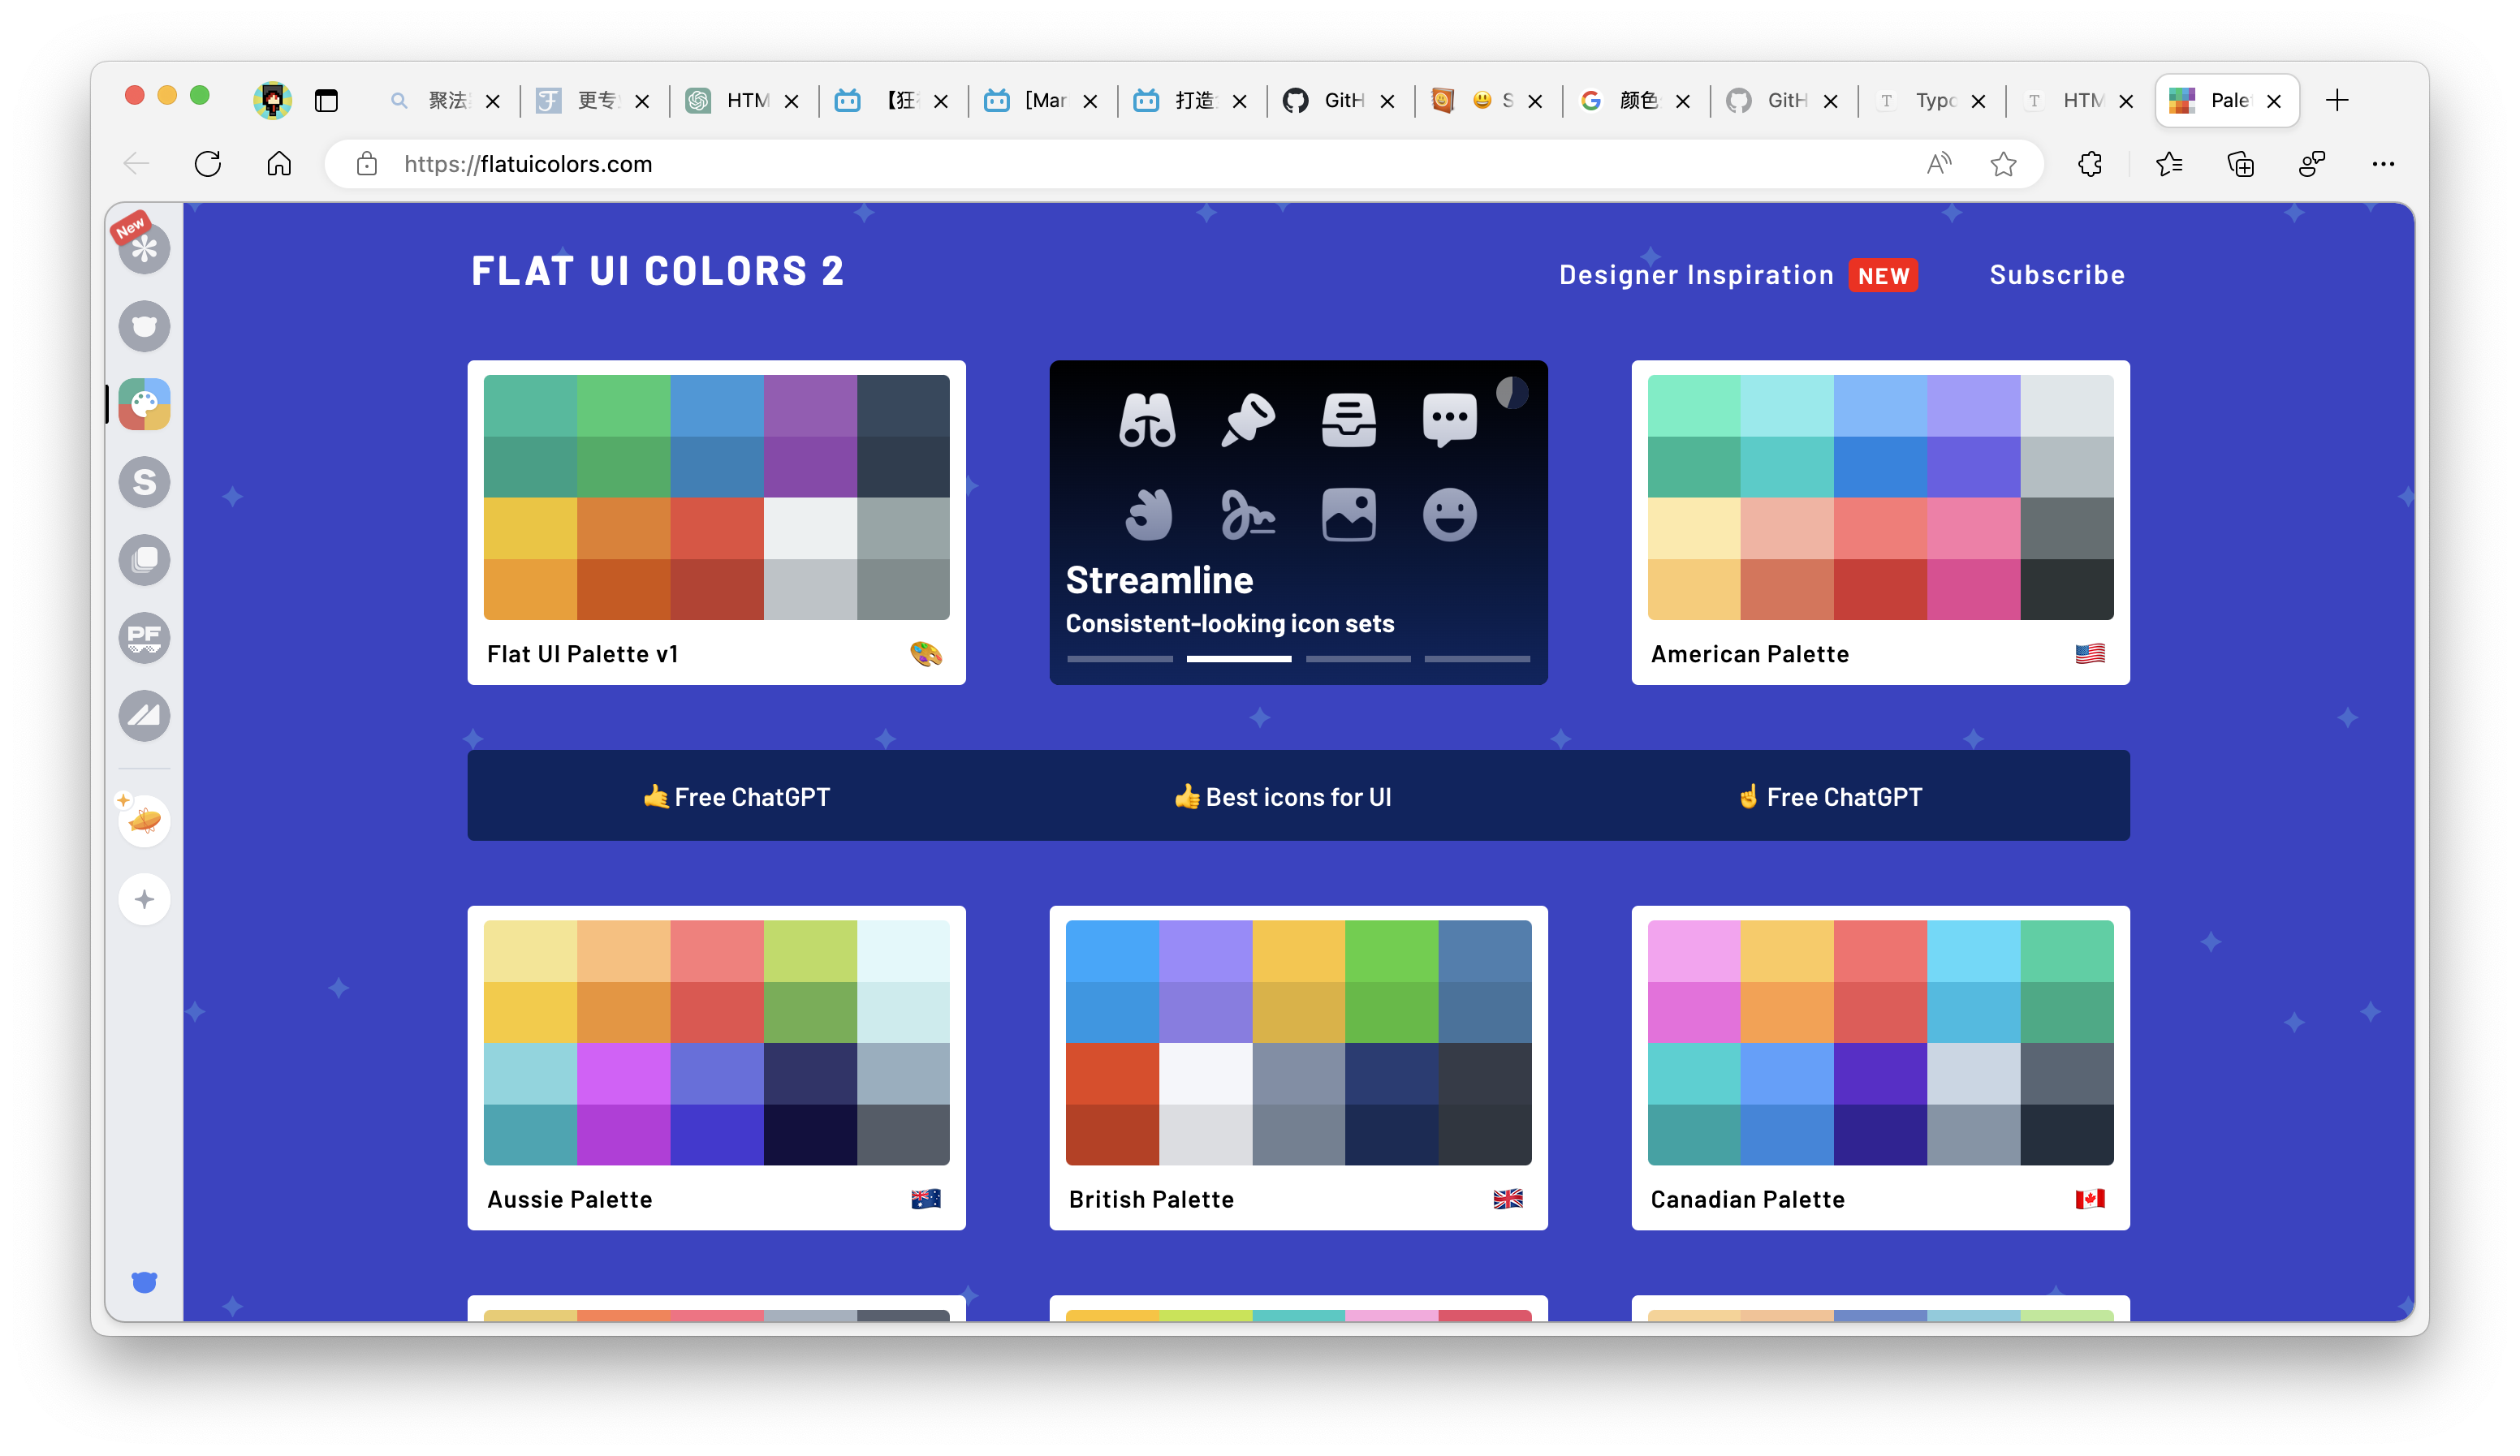 聚法
更专
HTM
【狂
[Mar
打造
GitH
S
颜色
GitH
Typo
HTM
Pale
https://flatuicolors.com
New
FLAT UI COLORS 2
Designer Inspiration NEW
Subscribe
S
PF
Flat UI Palette v1
Streamline
Consistent-looking icon sets
American Palette
Free ChatGPT
Best icons for UI
Free ChatGPT
Aussie Palette
British Palette
Canadian Palette